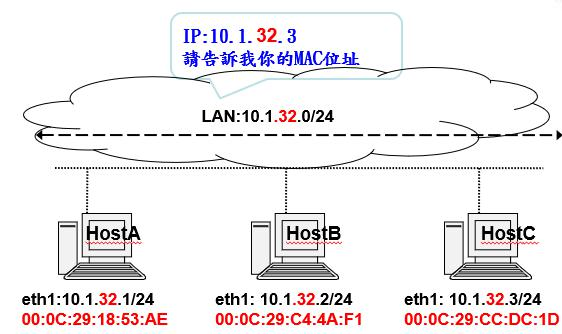 IP:10.1.32.3
請告訴我你的MAC位址
LAN:10.1.32.0/24
HostA
HostB
HostC
eth1:10.1.32.1/24
00:0C:29:18:53:AE
eth1: 10.1.32.2/24
00:0C:29:C4:4A:F1
eth1: 10.1.32.3/24
00:0C:29:CC:DC:1D